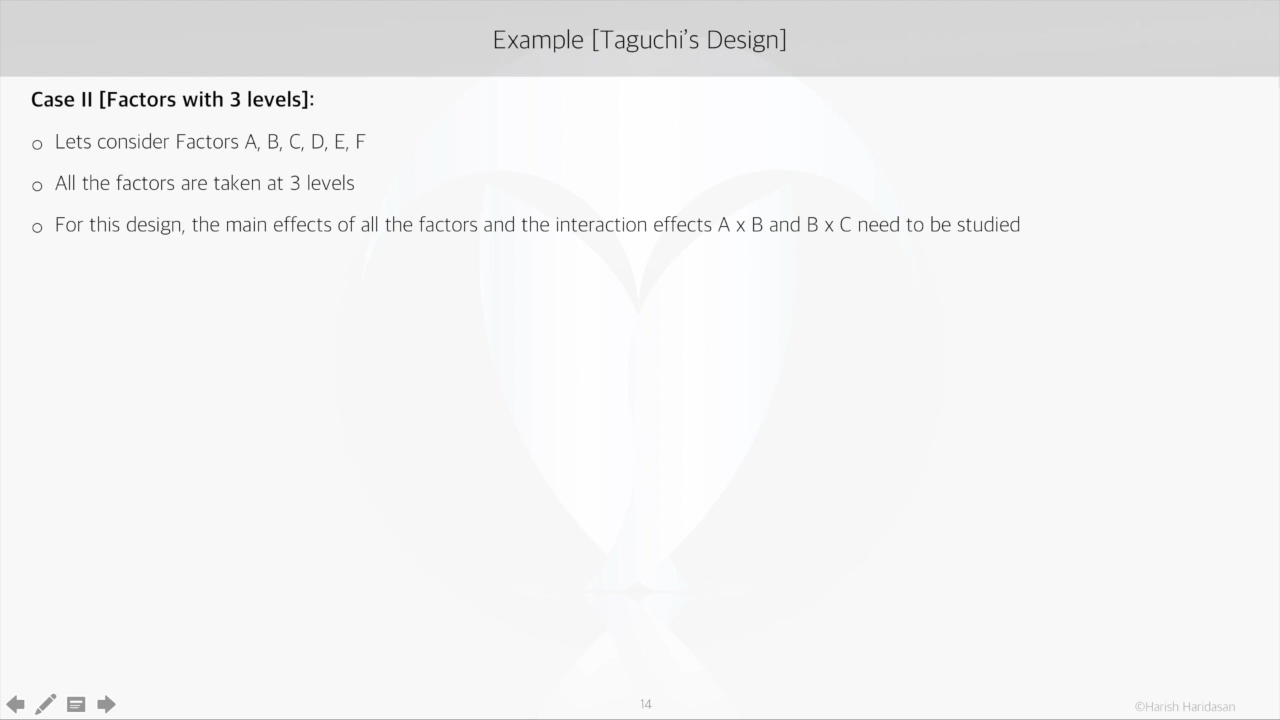 Example [Taguchi’s Design]
Case II [Factors with 3 levels]:
o Lets consider Factors A, B, C, D, E, F
o All the factors are taken at 3 levels
o For this design, the main effects of all the factors and the interaction effects A x B and B x C need to be studied
14
©Harish Haridasan